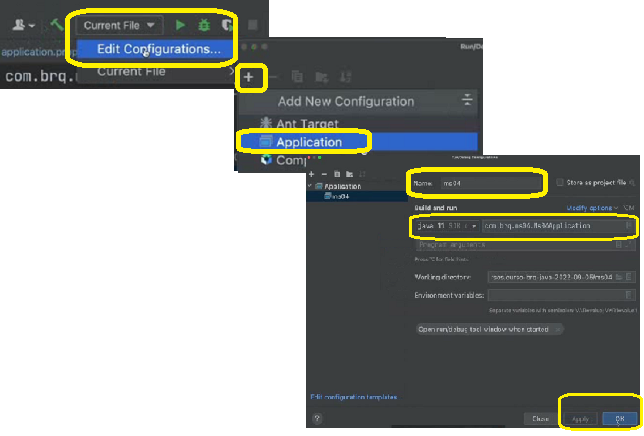 Current File
application.prop
Edit Configurations...
com.brq.
Current File
Run/De
Add New Configuration
Ant Target
Application
Comp
Application
ms04
Name: ms04
Store as project file
Build and run
Modify options
java 11
com.brq.ms04.Ms04Application
Program arguments
Working directory:
Environment variables:
Open run/debug tool window when started
Edit configuration templates
Close
Apply
OK